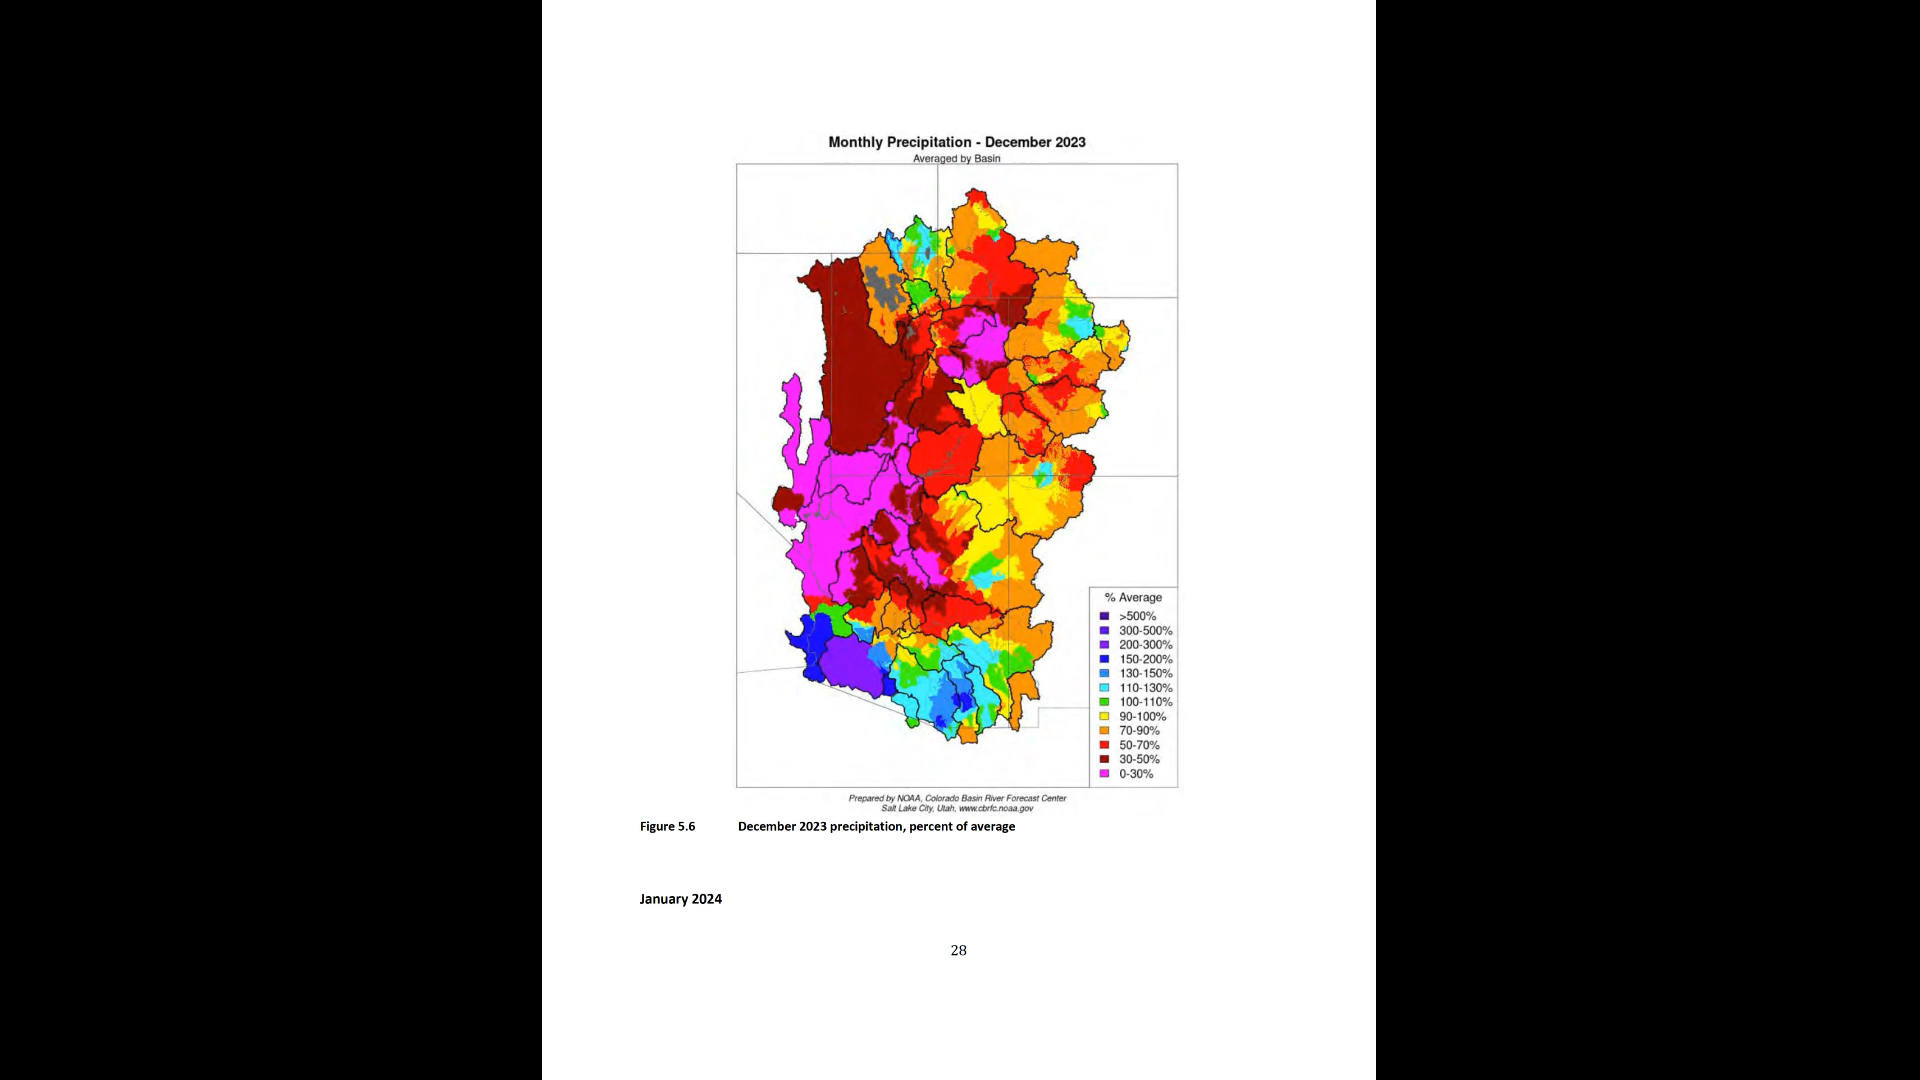 Monthly Precipitation - December 2023
Averaged by Basin
% Average
>500%
300-500%
200-300%
150-200%
130-150%
110-130%
100-110%
90-100%
70-90%
50-70%
30-50%
0-30%
Prepared by NOAA, Colorado Basin River Forecast Center
Salt Lake City, Utah, www.cbrfc.noaa.gov
Figure 5.6 December 2023 precipitation, percent of average
January 2024
28